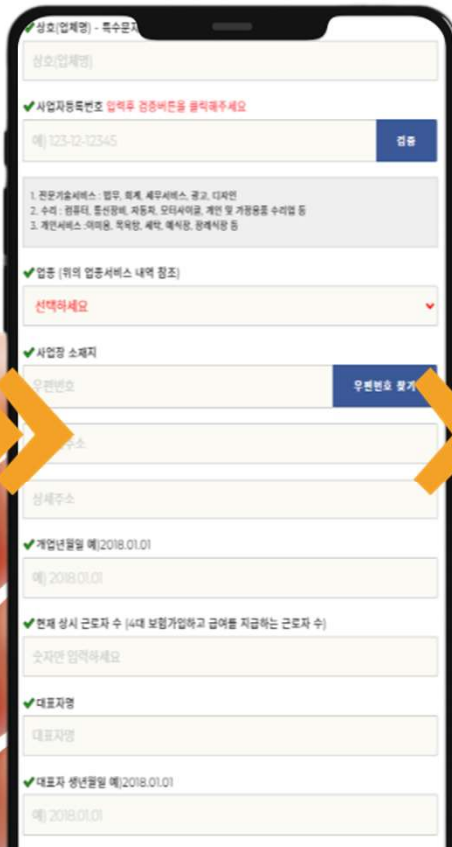 ✔상호(업체명) - 특수문자
상호(업체명)
✔사업자등록번호 입력후 검증버튼을 클릭해주세요
예) 123-12-12345
검증
1. 전문기술서비스 : 법무, 회계, 세무서비스, 광고, 디자인
2. 수리 : 컴퓨터, 통신장비, 자동차, 모터사이클, 개인 및 가정용품 수리업 등
3. 개인서비스 :이미용, 목욕탕, 세탁, 예식장, 장례식장 등
✔업종 (위의 업종서비스 내역 참조)
선택하세요
✔사업장 소재지
우편번호
우편번호 찾기
주소
상세주소
✔개업년월일 예)2018.01.01
예) 2018.01.01
✔현재 상시 근로자 수 (4대 보험가입하고 급여를 지급하는 근로자 수)
숫자만 입력하세요
✔대표자명
대표자명
✔대표자 생년월일 예)2018.01.01
예) 2018.01.01